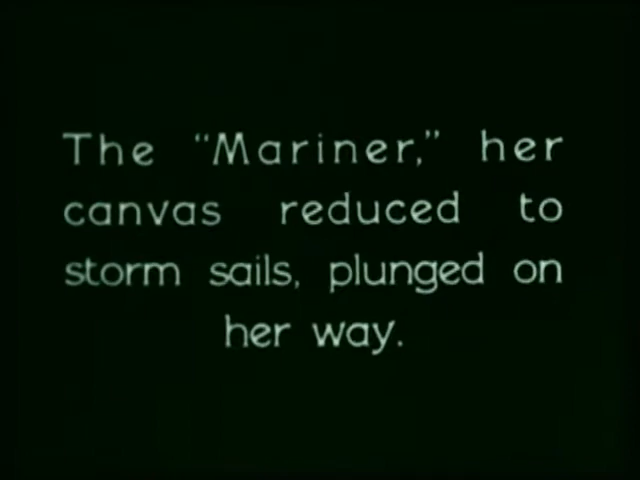 The "Mariner," her
canvas reduced to
storm sails, plunged on
her way.